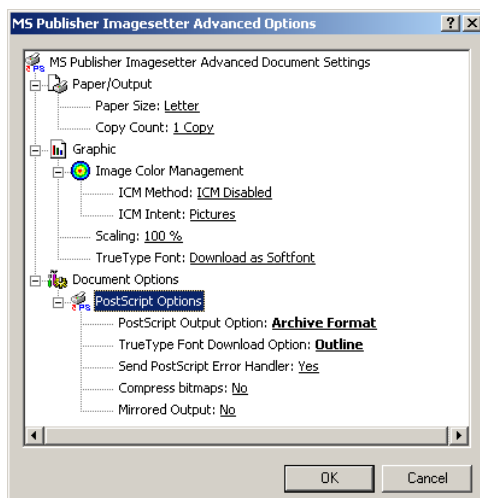 MS Publisher Imagesetter Advanced Options
MS Publisher Imagesetter Advanced Document Settings
Paper/Output
Paper Size: Letter
Copy Count: 1 Copy
Graphic
Image Color Management
ICM Method: ICM Disabled
ICM Intent: Pictures
Scaling: 100 %
TrueType Font: Download as Softfont
Document Options
PostScript Options
PostScript Output Option: Archive Format
TrueType Font Download Option: Outline
Send PostScript Error Handler: Yes
Compress bitmaps: No
Mirrored Output: No
OK Cancel